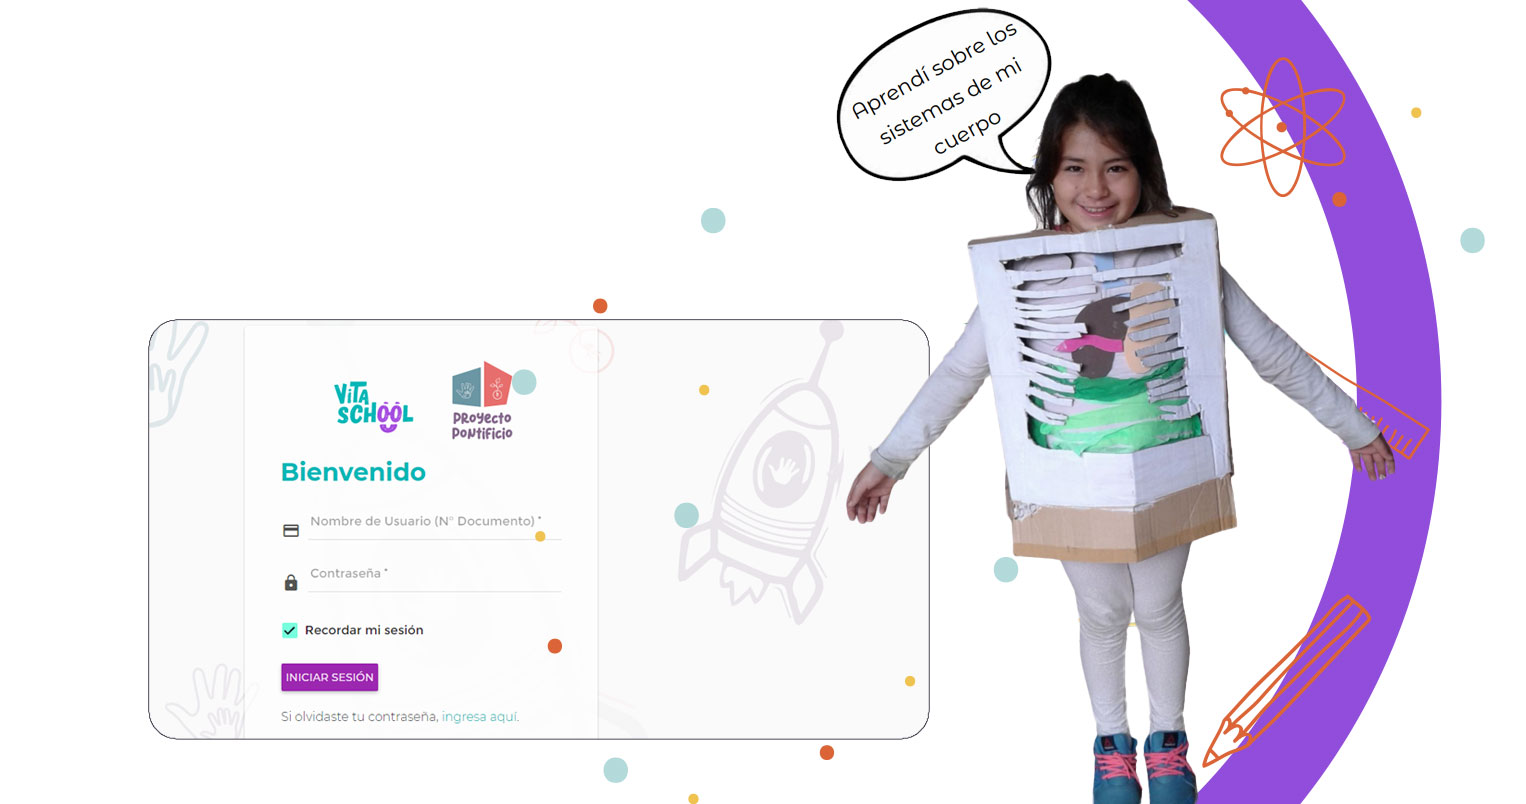 Aprendí sobre los
sistemas de mi
cuerpo
ViTA
SCHOOL
PROyECTO
PONTIFICIO
Bienvenido
Nombre de Usuario (N° Documento) *
Contraseña *
Recordar mi sesión
INICIAR SESIÓN
Si olvidaste tu contraseña, ingresa aquí.